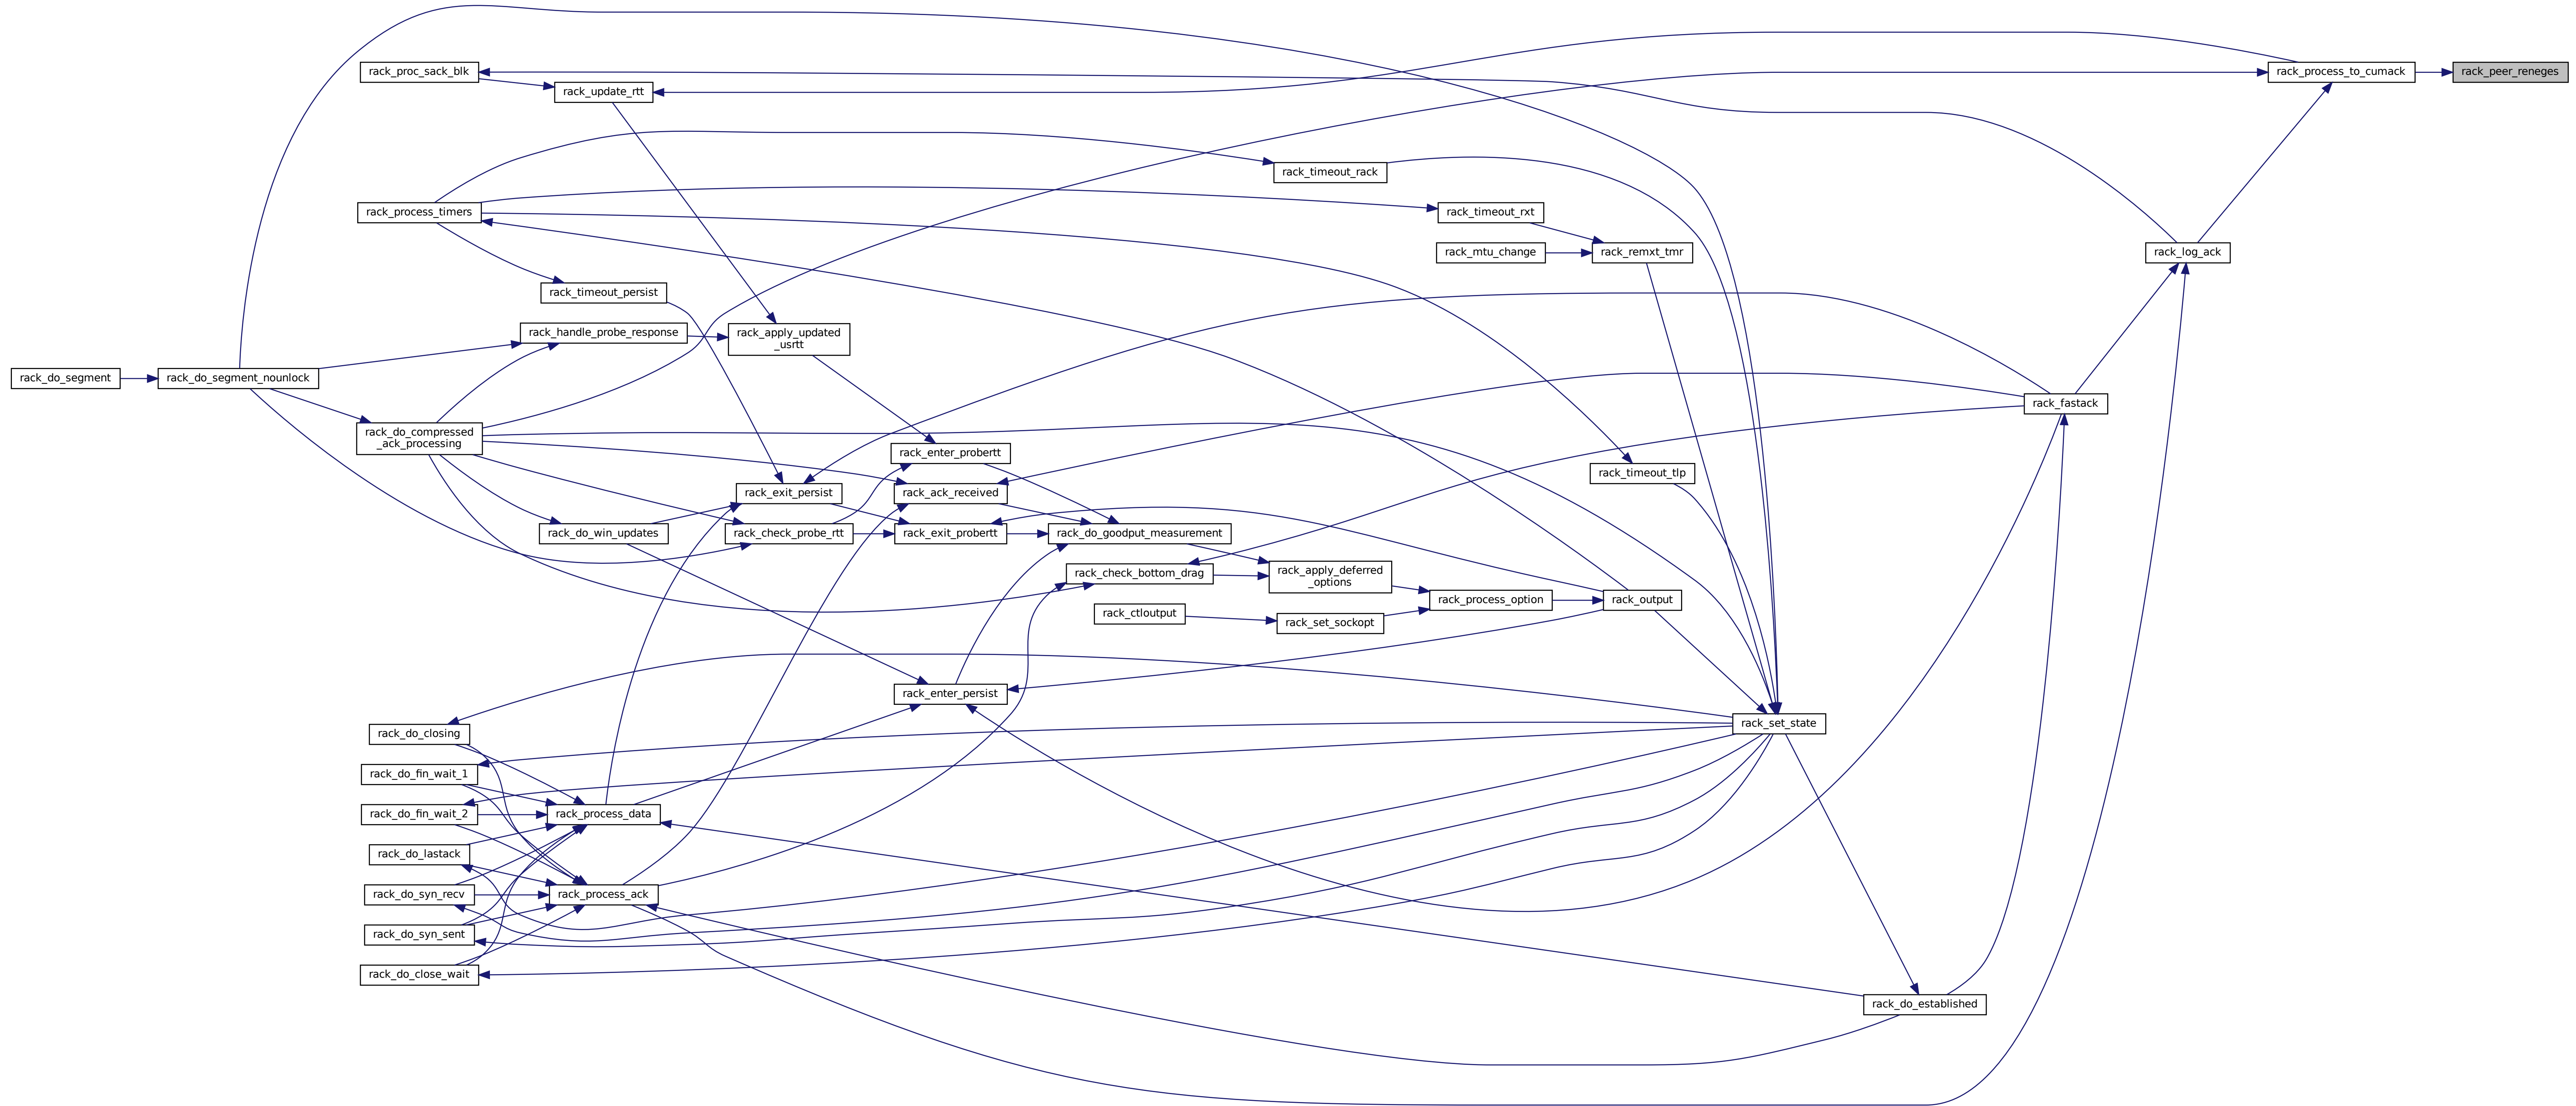 rack_proc_sack_blk
rack_process_to_cumack
rack_peer_reneges
rack_update_rtt
rack_timeout_rack
rack_process_timers
rack_timeout_rxt
rack_mtu_change
rack_remxt_tmr
rack_log_ack
rack_timeout_persist
rack_handle_probe_response
rack_apply_updated
_usrtt
rack_do_segment
rack_do_segment_nounlock
rack_fastack
rack_do_compressed
_ack_processing
rack_enter_probertt
rack_timeout_tlp
rack_exit_persist
rack_ack_received
rack_do_win_updates
rack_check_probe_rtt
rack_exit_probertt
rack_do_goodput_measurement
rack_check_bottom_drag
rack_apply_deferred
_options
rack_process_option
rack_output
rack_ctloutput
rack_set_sockopt
rack_enter_persist
rack_set_state
rack_do_closing
rack_do_fin_wait_1
rack_do_fin_wait_2
rack_process_data
rack_do_lastack
rack_do_syn_recv
rack_process_ack
rack_do_syn_sent
rack_do_close_wait
rack_do_established